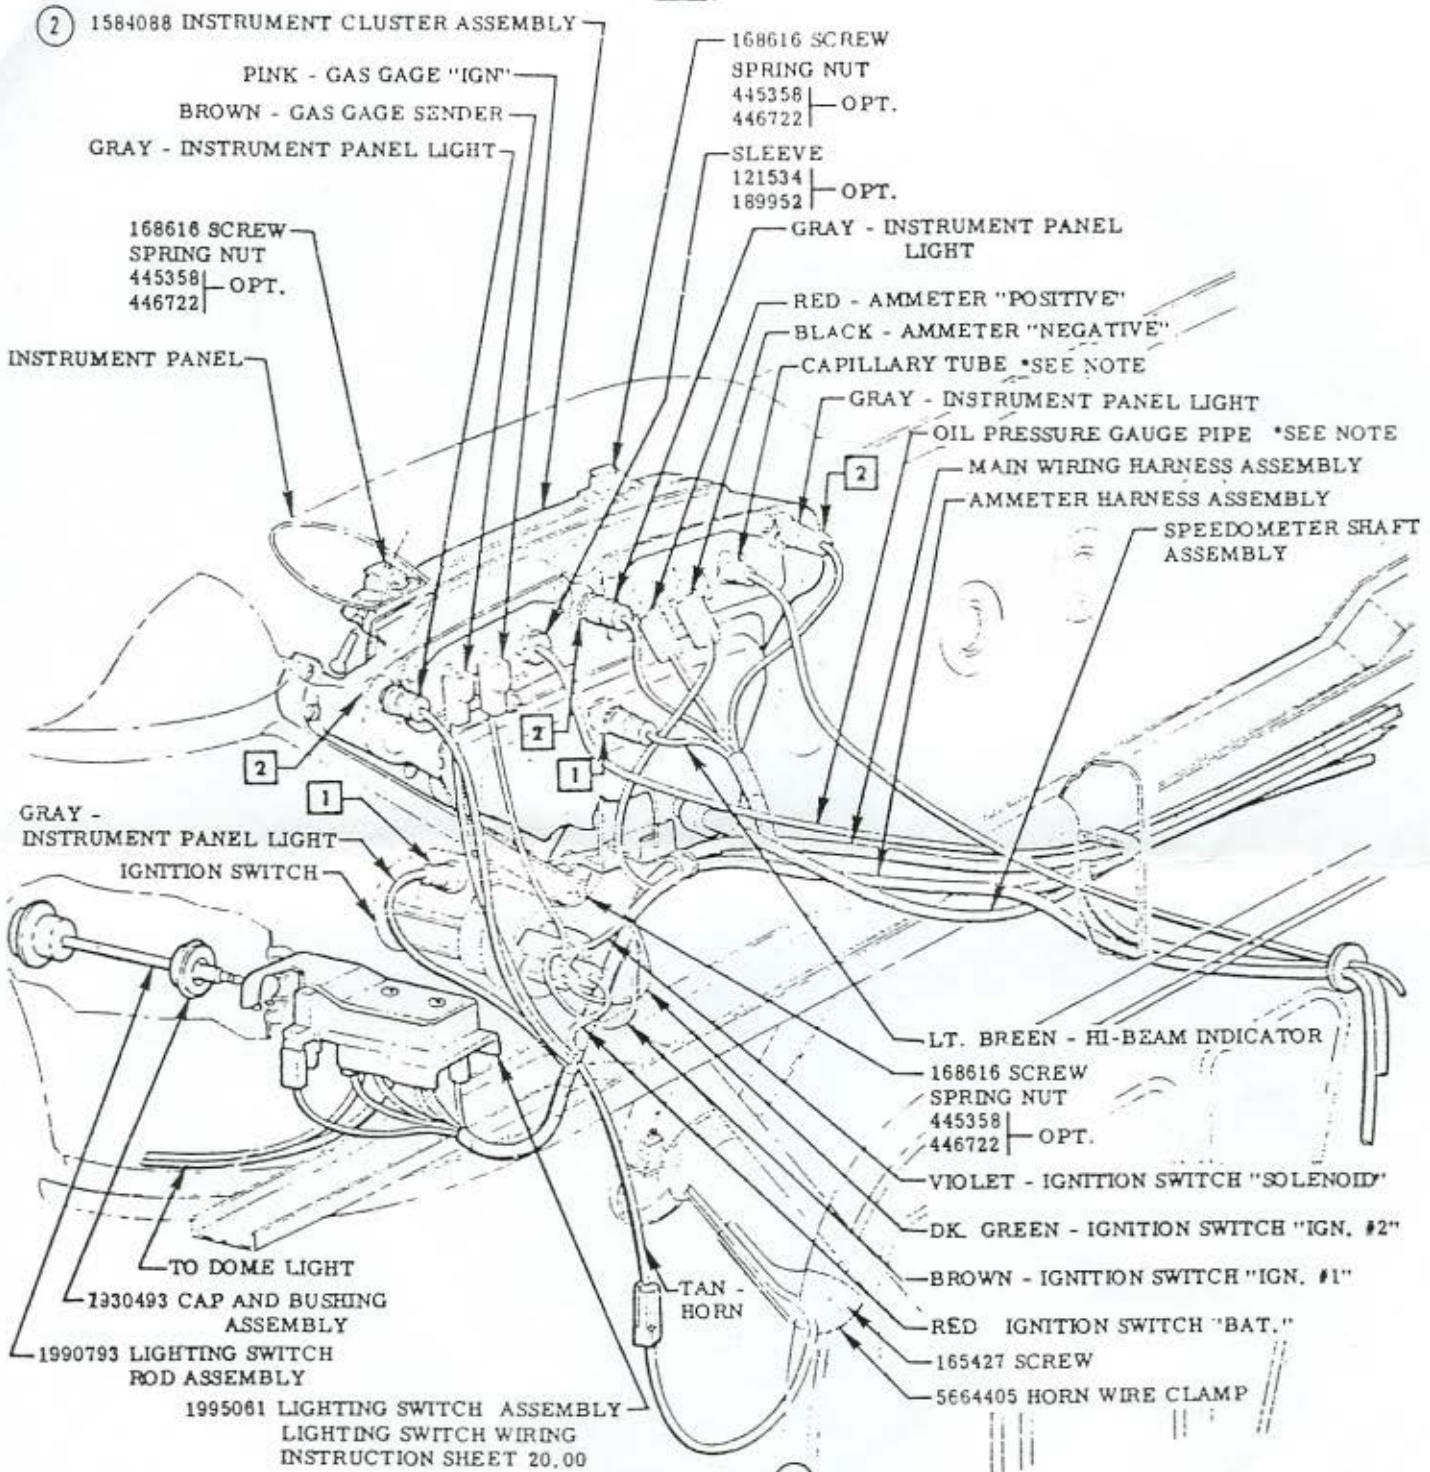 2 1584088 INSTRUMENT CLUSTER ASSEMBLY
PINK - GAS GAGE "IGN"
BROWN - GAS GAGE SENDER
GRAY - INSTRUMENT PANEL LIGHT
168616 SCREW
SPRING NUT
445358
446722 OPT.
INSTRUMENT PANEL
168616 SCREW
SPRING NUT
445358
446722 OPT.
SLEEVE
121534
189952 OPT.
GRAY - INSTRUMENT PANEL
LIGHT
RED - AMMETER "POSITIVE"
BLACK - AMMETER "NEGATIVE"
CAPILLARY TUBE *SEE NOTE
GRAY - INSTRUMENT PANEL LIGHT
OIL PRESSURE GAUGE PIPE *SEE NOTE
MAIN WIRING HARNESS ASSEMBLY
AMMETER HARNESS ASSEMBLY
SPEEDOMETER SHAFT
ASSEMBLY
2
2
2
1
1
GRAY -
INSTRUMENT PANEL LIGHT
IGNITION SWITCH
LT. BREEN - HI-BEAM INDICATOR
168616 SCREW
SPRING NUT
445358
446722 OPT.
VIOLET - IGNITION SWITCH "SOLENOID"
DK. GREEN - IGNITION SWITCH "IGN. #2"
BROWN - IGNITION SWITCH "IGN. #1"
RED IGNITION SWITCH "BAT."
165427 SCREW
5664405 HORN WIRE CLAMP
TAN -
HORN
TO DOME LIGHT
1930493 CAP AND BUSHING
ASSEMBLY
1990793 LIGHTING SWITCH
ROD ASSEMBLY
1995061 LIGHTING SWITCH ASSEMBLY
LIGHTING SWITCH WIRING
INSTRUCTION SHEET 20.00